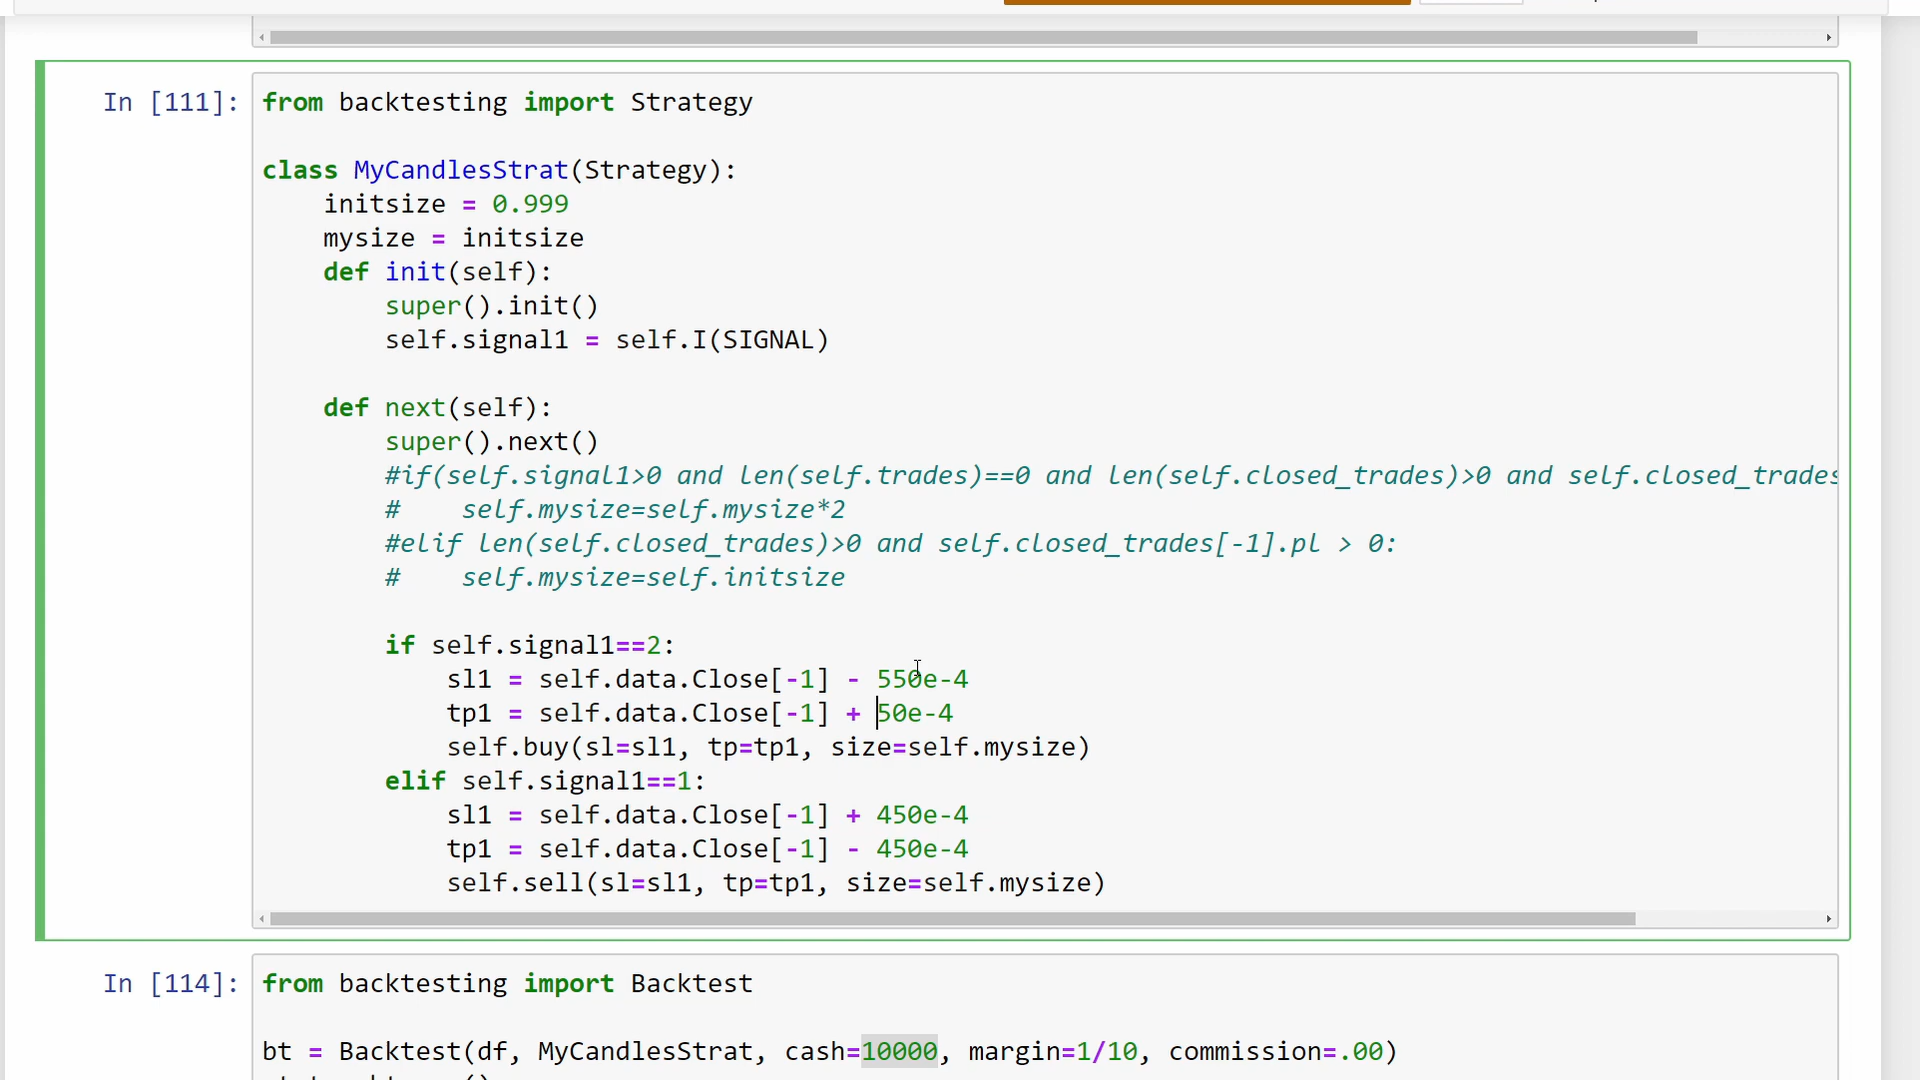 In [111]:
from backtesting import Strategy
class MyCandlesStrat(Strategy):
    initsize = 0.999
    mysize = initsize
    def init(self):
        super().init()
        self.signal1 = self.I(SIGNAL)
    def next(self):
        super().next()
        #if(self.signal1>0 and len(self.trades)==0 and len(self.closed_trades)>0 and self.closed_trades
        #    self.mysize=self.mysize*2
        #elif len(self.closed_trades)>0 and self.closed_trades[-1].pl > 0:
        #    self.mysize=self.initsize
        if self.signal1==2:
            sl1 = self.data.Close[-1] - 550e-4
            tp1 = self.data.Close[-1] + 50e-4
            self.buy(sl=sl1, tp=tp1, size=self.mysize)
        elif self.signal1==1:
            sl1 = self.data.Close[-1] + 450e-4
            tp1 = self.data.Close[-1] - 450e-4
            self.sell(sl=sl1, tp=tp1, size=self.mysize)
In [114]:
from backtesting import Backtest
bt = Backtest(df, MyCandlesStrat, cash=10000, margin=1/10, commission=.00)